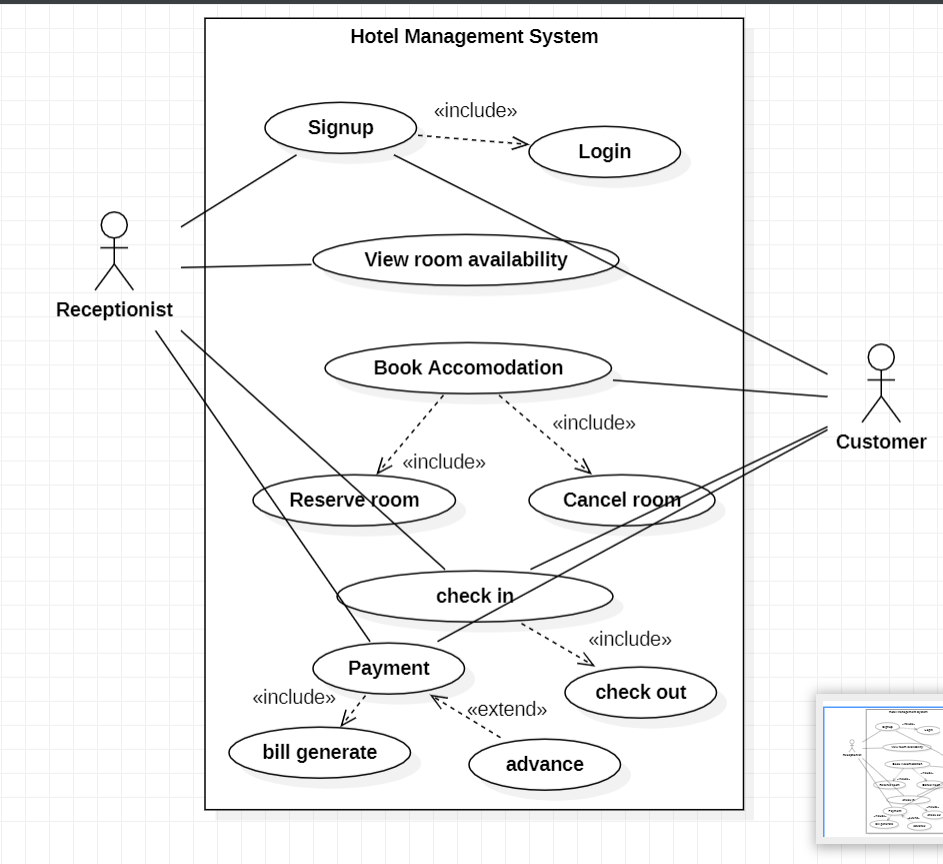 Hotel Management System
«include»
Signup
Login
View room availability
Receptionist
Book Accomodation
«include»
Customer
«include»
Reserve room
Cancel room
check in
«include»
Payment
check out
«include»
«extend»
bill generate
advance